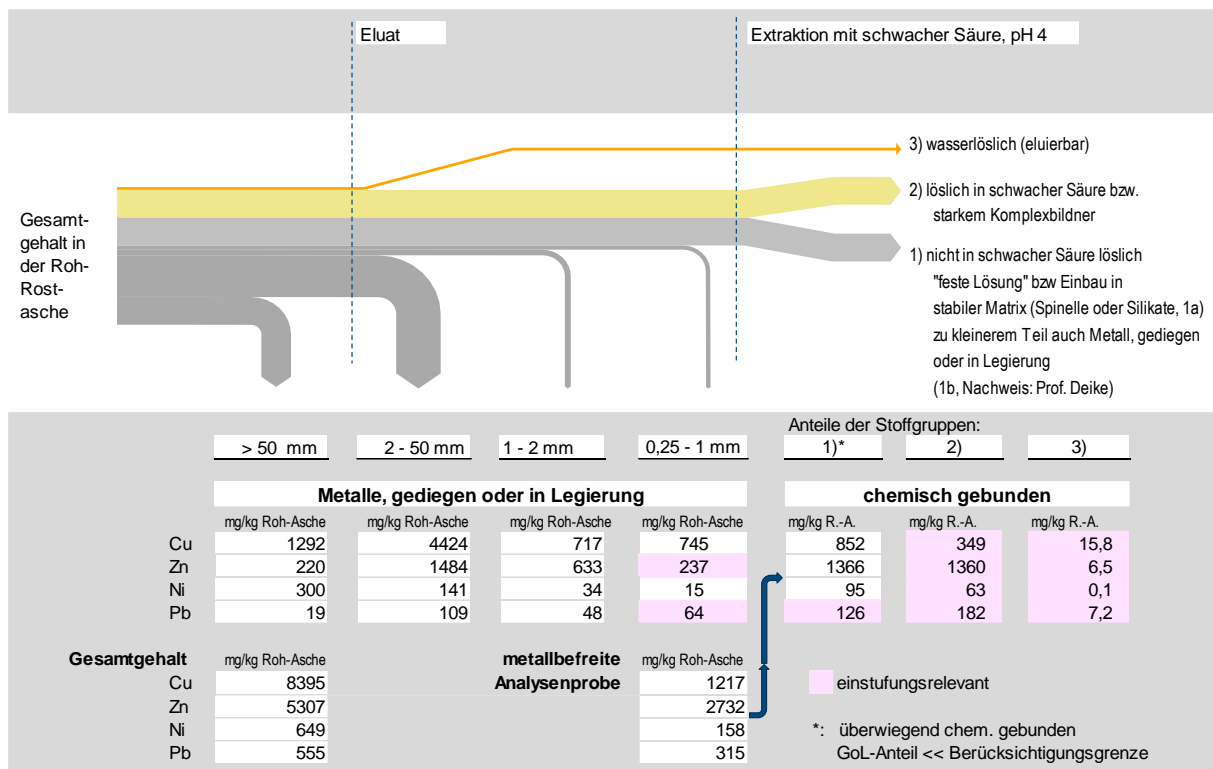 Eluat
Extraktion mit schwacher Säure, pH 4
Gesamt-
gehalt in
der Roh-
Rost-
asche
3) wasserlöslich (eluierbar)
2) löslich in schwacher Säure bzw.
starkem Komplexbildner
1) nicht in schwacher Säure löslich
"feste Lösung" bzw Einbau in
stabiler Matrix (Spinelle oder Silikate, 1a)
zu kleinerem Teil auch Metall, gediegen
oder in Legierung
(1b, Nachweis: Prof. Deike)
Anteile der Stoffgruppen:
> 50 mm 2 - 50 mm 1 - 2 mm 0,25 - 1 mm 1)* 2) 3)
Metalle, gediegen oder in Legierung chemisch gebunden
mg/kg Roh-Asche mg/kg Roh-Asche mg/kg Roh-Asche mg/kg Roh-Asche mg/kg R.-A. mg/kg R.-A. mg/kg R.-A.
Cu 1292 4424 717 745 852 349 15,8
Zn 220 1484 633 237 1366 1360 6,5
Ni 300 141 34 15 95 63 0,1
Pb 19 109 48 64 126 182 7,2
Gesamtgehalt mg/kg Roh-Asche metallbefreite mg/kg Roh-Asche
Cu 8395 Analysenprobe 1217 einstufungsrelevant
Zn 5307 2732
Ni 649 158 *: überwiegend chem. gebunden
Pb 555 315 GoL-Anteil << Berücksichtigungsgrenze